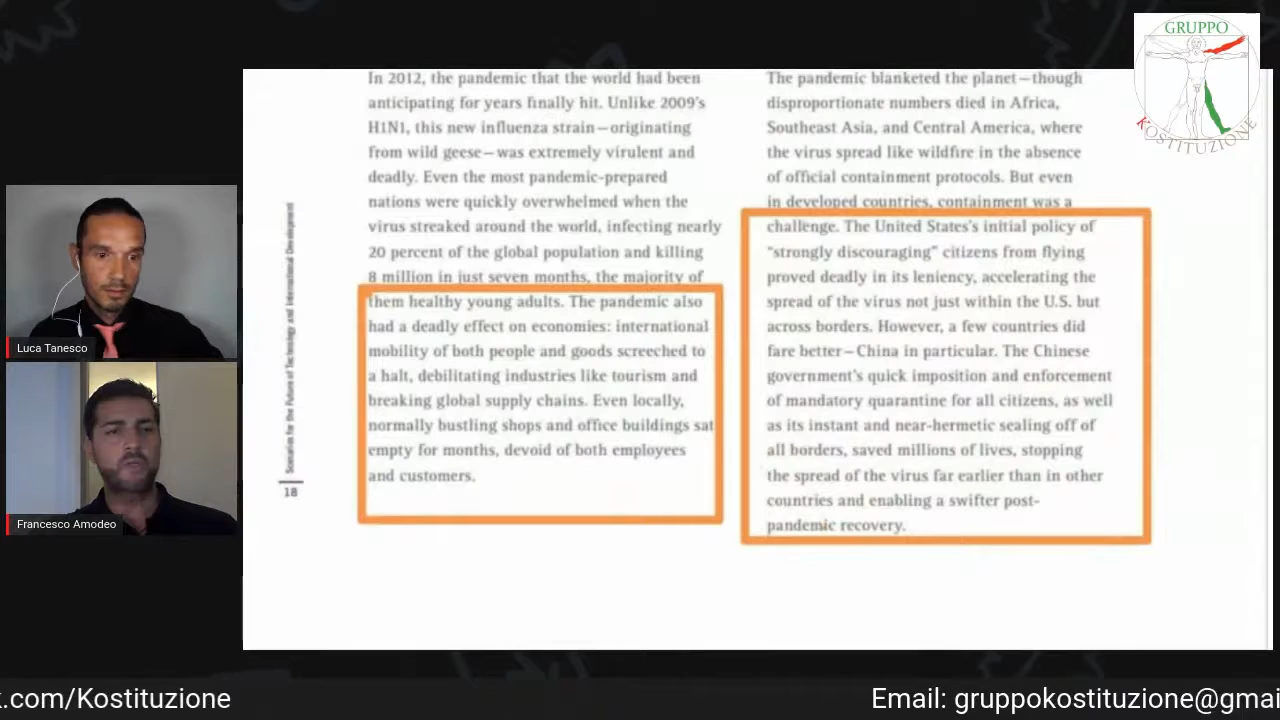 GRUPPO
KOSTITUZIONE
In 2012, the pandemic that the world had been
anticipating for years finally hit. Unlike 2009's
H1N1, this new influenza strain—originating
from wild geese—was extremely virulent and
deadly. Even the most pandemic-prepared
nations were quickly overwhelmed when the
virus streaked around the world, infecting nearly
20 percent of the global population and killing
8 million in just seven months, the majority of
them healthy young adults. The pandemic also
had a deadly effect on economies: international
mobility of both people and goods screeched to
a halt, debilitating industries like tourism and
breaking global supply chains. Even locally,
normally bustling shops and office buildings sat
empty for months, devoid of both employees
and customers.
The pandemic blanketed the planet—though
disproportionate numbers died in Africa,
Southeast Asia, and Central America, where
the virus spread like wildfire in the absence
of official containment protocols. But even
in developed countries, containment was a
challenge. The United States's initial policy of
"strongly discouraging" citizens from flying
proved deadly in its leniency, accelerating the
spread of the virus not just within the U.S. but
across borders. However, a few countries did
fare better—China in particular. The Chinese
government's quick imposition and enforcement
of mandatory quarantine for all citizens, as well
as its instant and near-hermetic sealing off of
all borders, saved millions of lives, stopping
the spread of the virus far earlier than in other
countries and enabling a swifter post-
pandemic recovery.
Scenarios for the Future of Technology and International Development
18
Luca Tanesco
Francesco Amodeo
k.com/Kostituzione
Email: gruppokostituzione@gmai